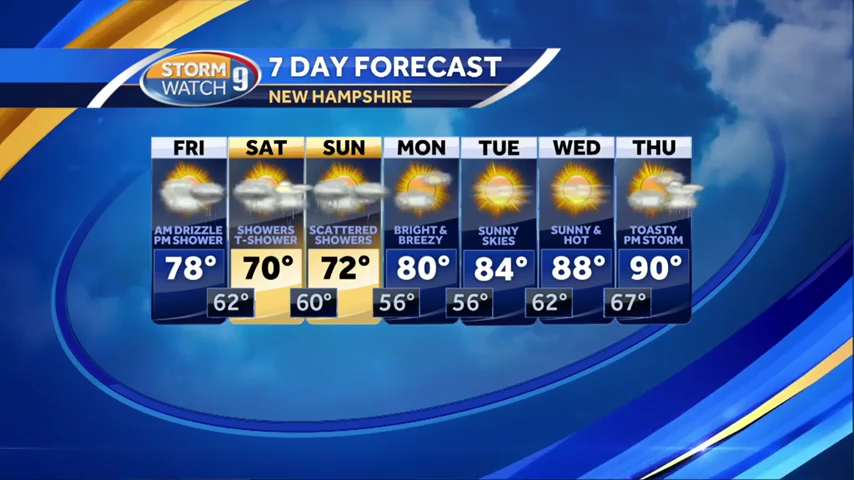 STORM
WATCH 9
7 DAY FORECAST
NEW HAMPSHIRE
FRI SAT SUN MON TUE WED THU
AM DRIZZLE SHOWERS SCATTERED BRIGHT & SUNNY SUNNY & TOASTY
PM SHOWER T-SHOWER SHOWERS BREEZY SKIES HOT PM STORM
78° 70° 72° 80° 84° 88° 90°
62° 60° 56° 56° 62° 67°